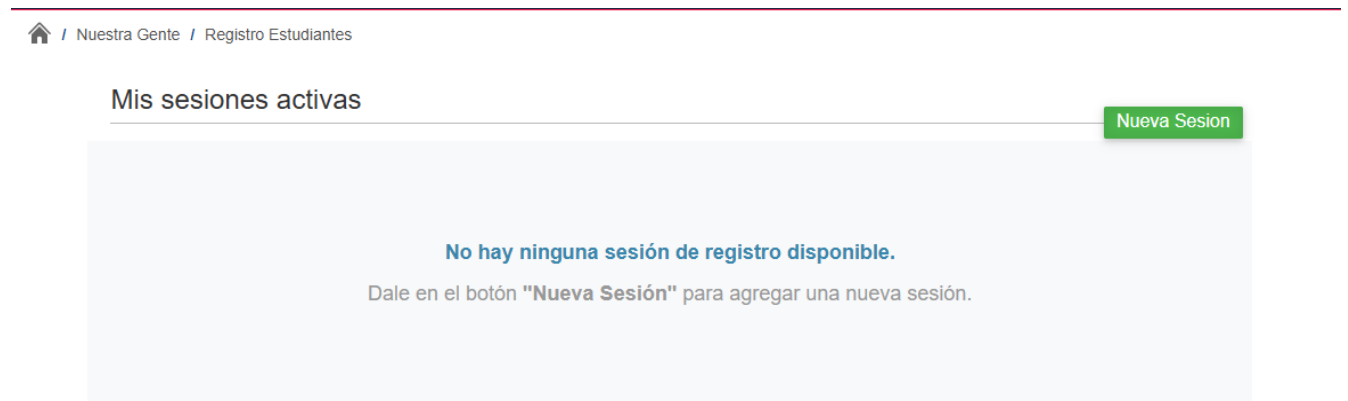 / Nuestra Gente / Registro Estudiantes
Mis sesiones activas
Nueva Sesion
No hay ninguna sesión de registro disponible.
Dale en el botón "Nueva Sesión" para agregar una nueva sesión.